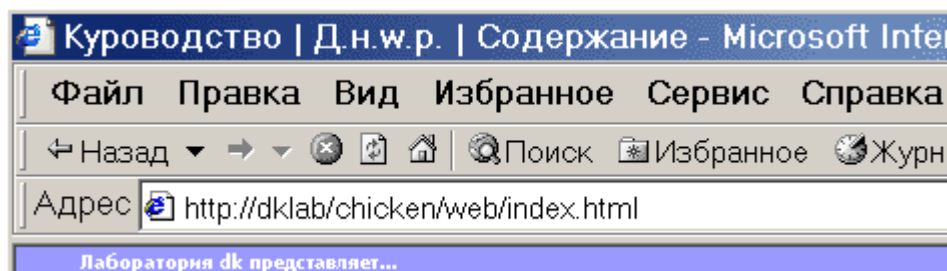 Куроводство | Д.н.w.р. | Содержание - Microsoft Inte
Файл Правка Вид Избранное Сервис Справка
Назад Поиск Избранное Журн
Адрес http://dklab/chicken/web/index.html
Лаборатория dk представляет...